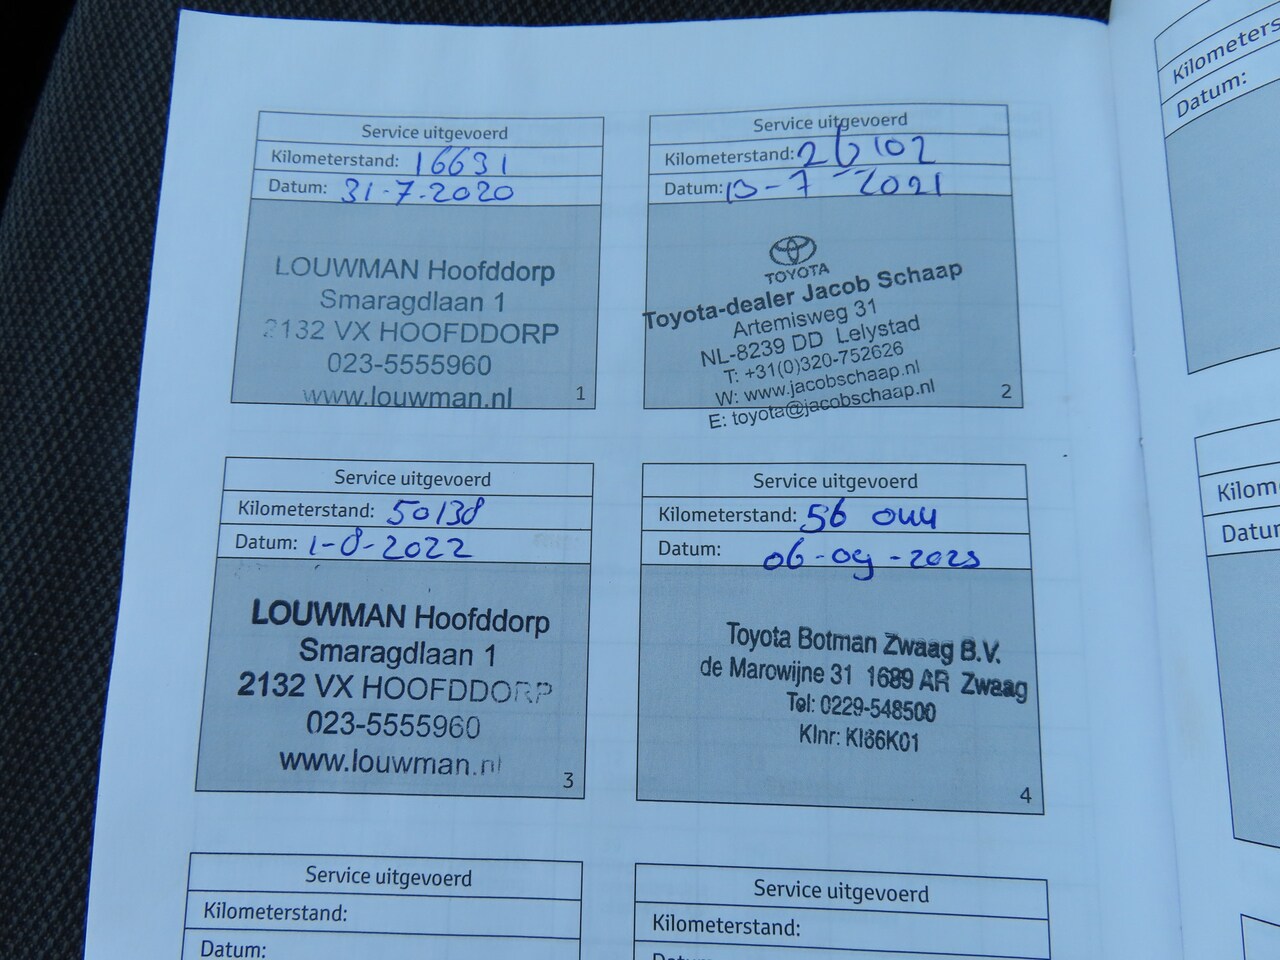 Service uitgevoerd
Kilometerstand: 16631
Datum: 31-7-2020
LOUWMAN Hoofddorp
Smaragdlaan 1
2132 VX HOOFDDORP
023-5555960
www.louwman.nl
1
Service uitgevoerd
Kilometerstand: 26102
Datum: 13-7-2021
TOYOTA
Toyota-dealer Jacob Schaap
Artemisweg 31
NL-8239 DD Lelystad
T: +31(0)320-752626
W: www.jacobschaap.nl
E: toyota@jacobschaap.nl
2
Service uitgevoerd
Kilometerstand: 50138
Datum: 1-8-2022
LOUWMAN Hoofddorp
Smaragdlaan 1
2132 VX HOOFDDORP
023-5555960
www.louwman.nl
3
Service uitgevoerd
Kilometerstand: 56 044
Datum: 06-09-2023
Toyota Botman Zwaag B.V.
de Marowijne 31 1689 AR Zwaag
Tel: 0229-548500
Klnr: KI66K01
4
Service uitgevoerd
Kilometerstand:
Datum:
Service uitgevoerd
Kilometerstand:
Datum:
Kilom
Datu